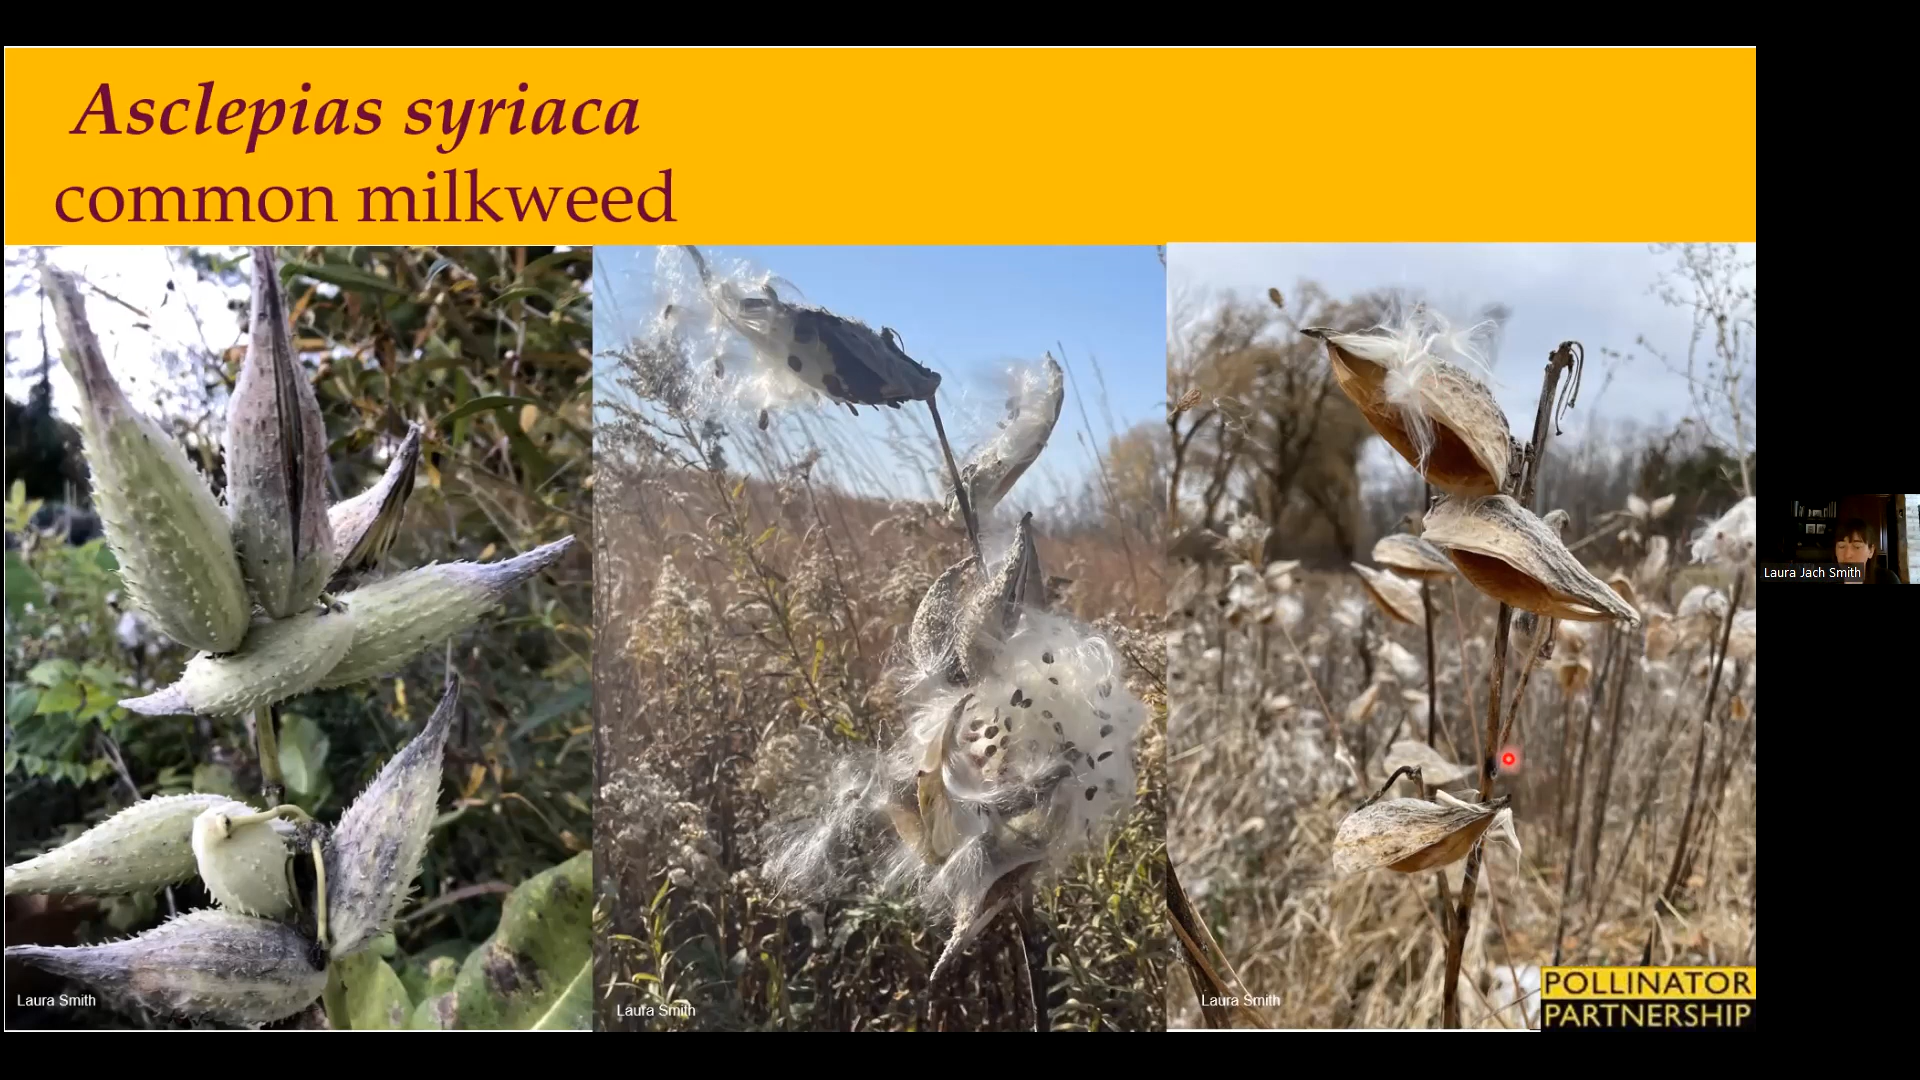 Asclepias syriaca
common milkweed
Laura Smith
Laura Smith
Laura Smith
POLLINATOR
PARTNERSHIP
Laura Jach Smith